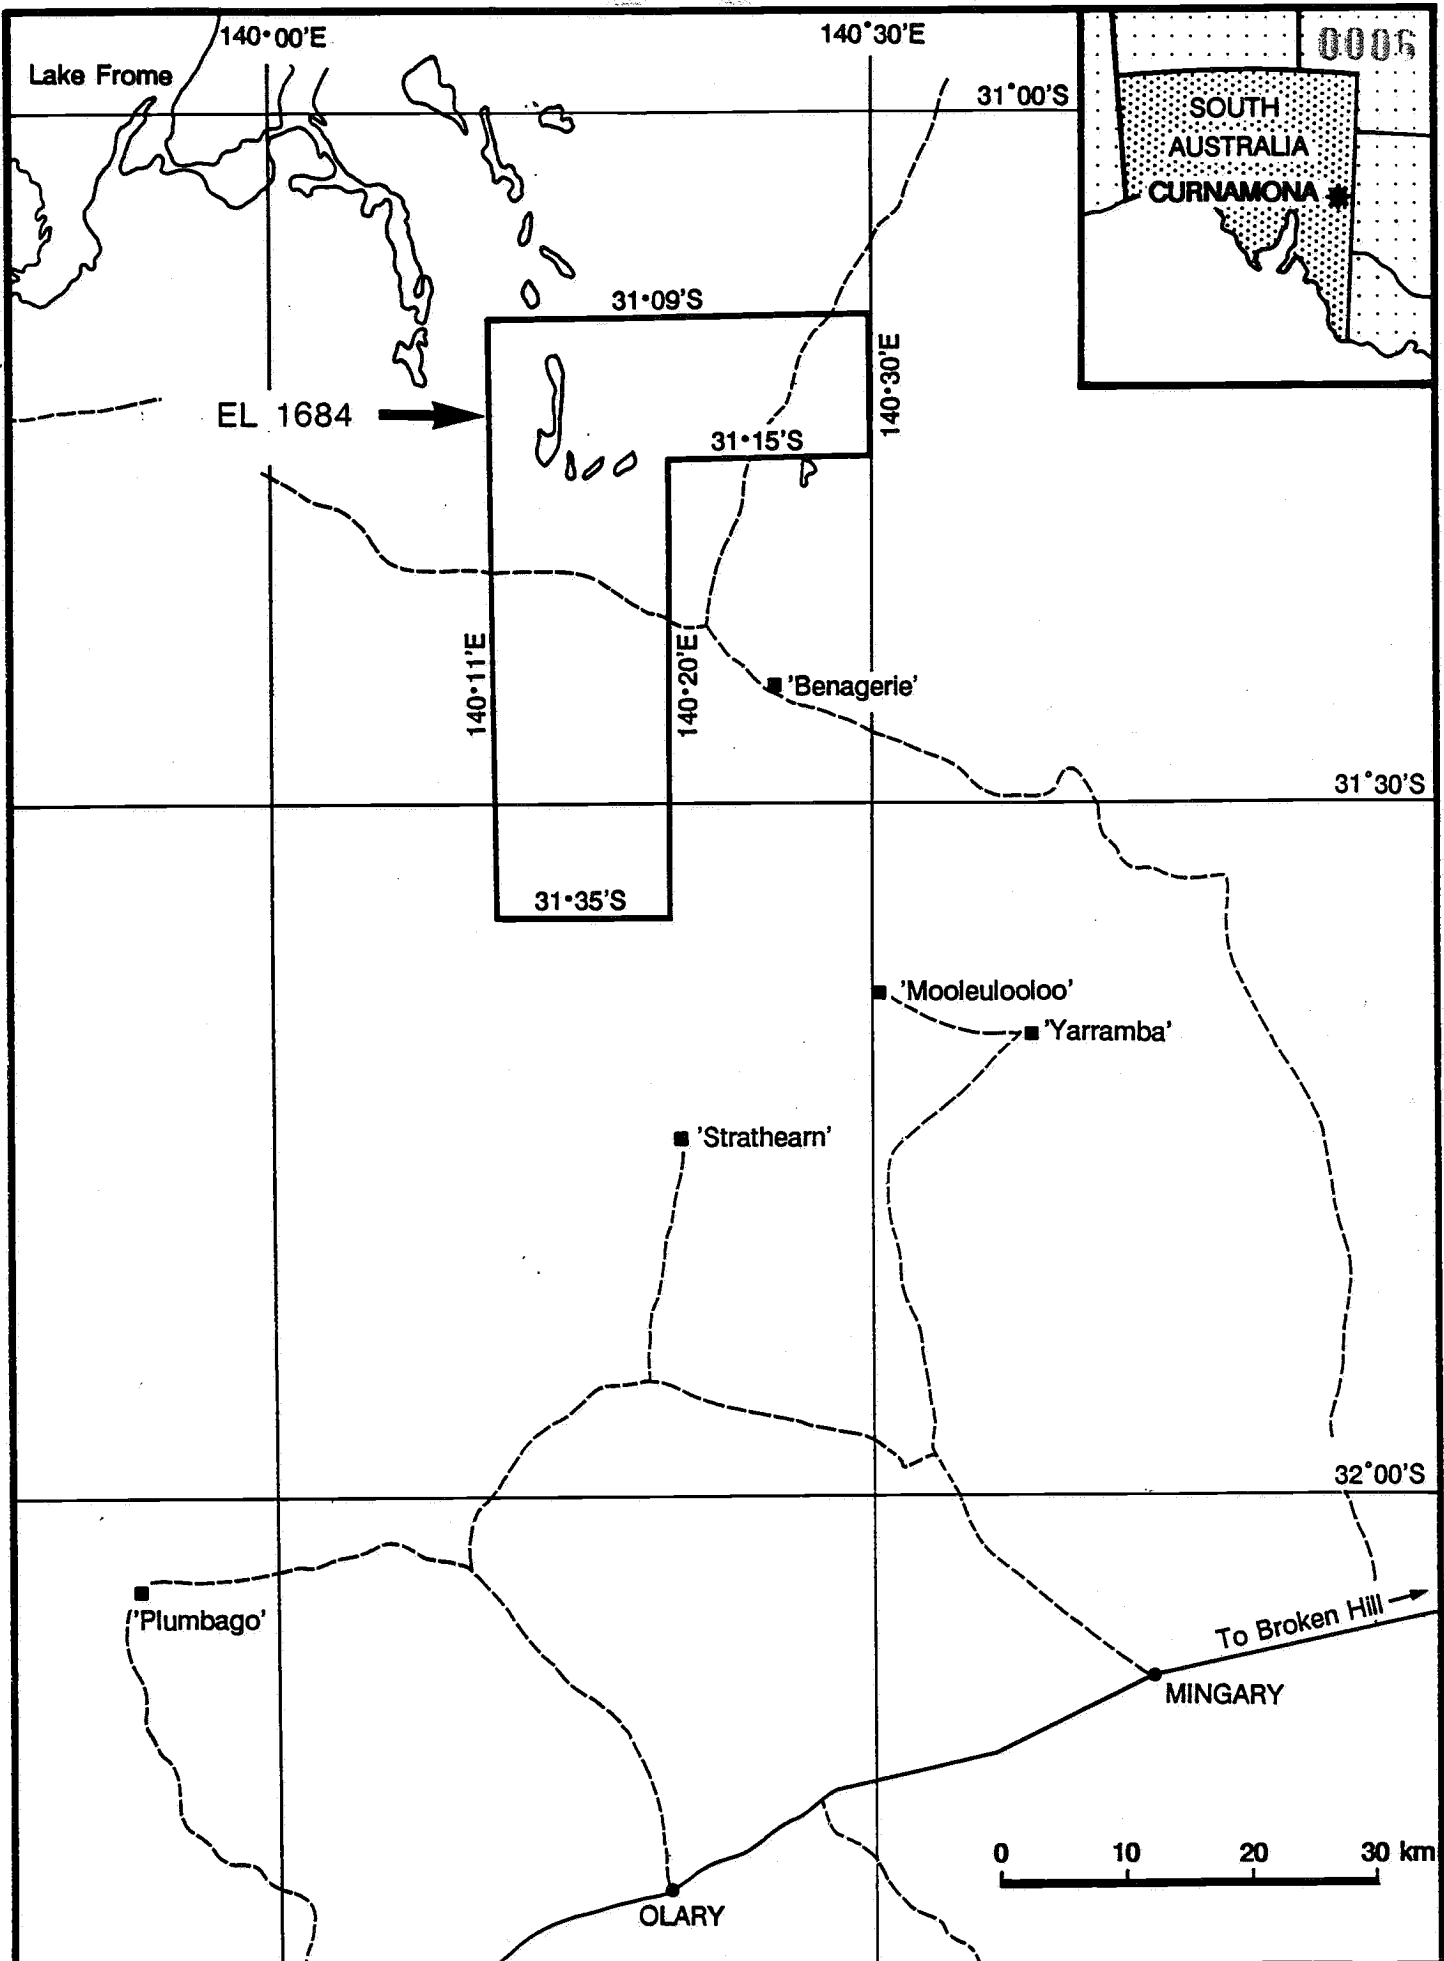 140°00'E
140°30'E
0006
Lake Frome
31°00'S
SOUTH
AUSTRALIA
CURNAMONA
31•09'S
140•30'E
EL 1684
31•15'S
140•11'E
140•20'E
'Benagerie'
31°30'S
31•35'S
'Mooleulooloo'
'Yarramba'
'Strathearn'
32°00'S
'Plumbago'
To Broken Hill
MINGARY
0 10 20 30 km
OLARY